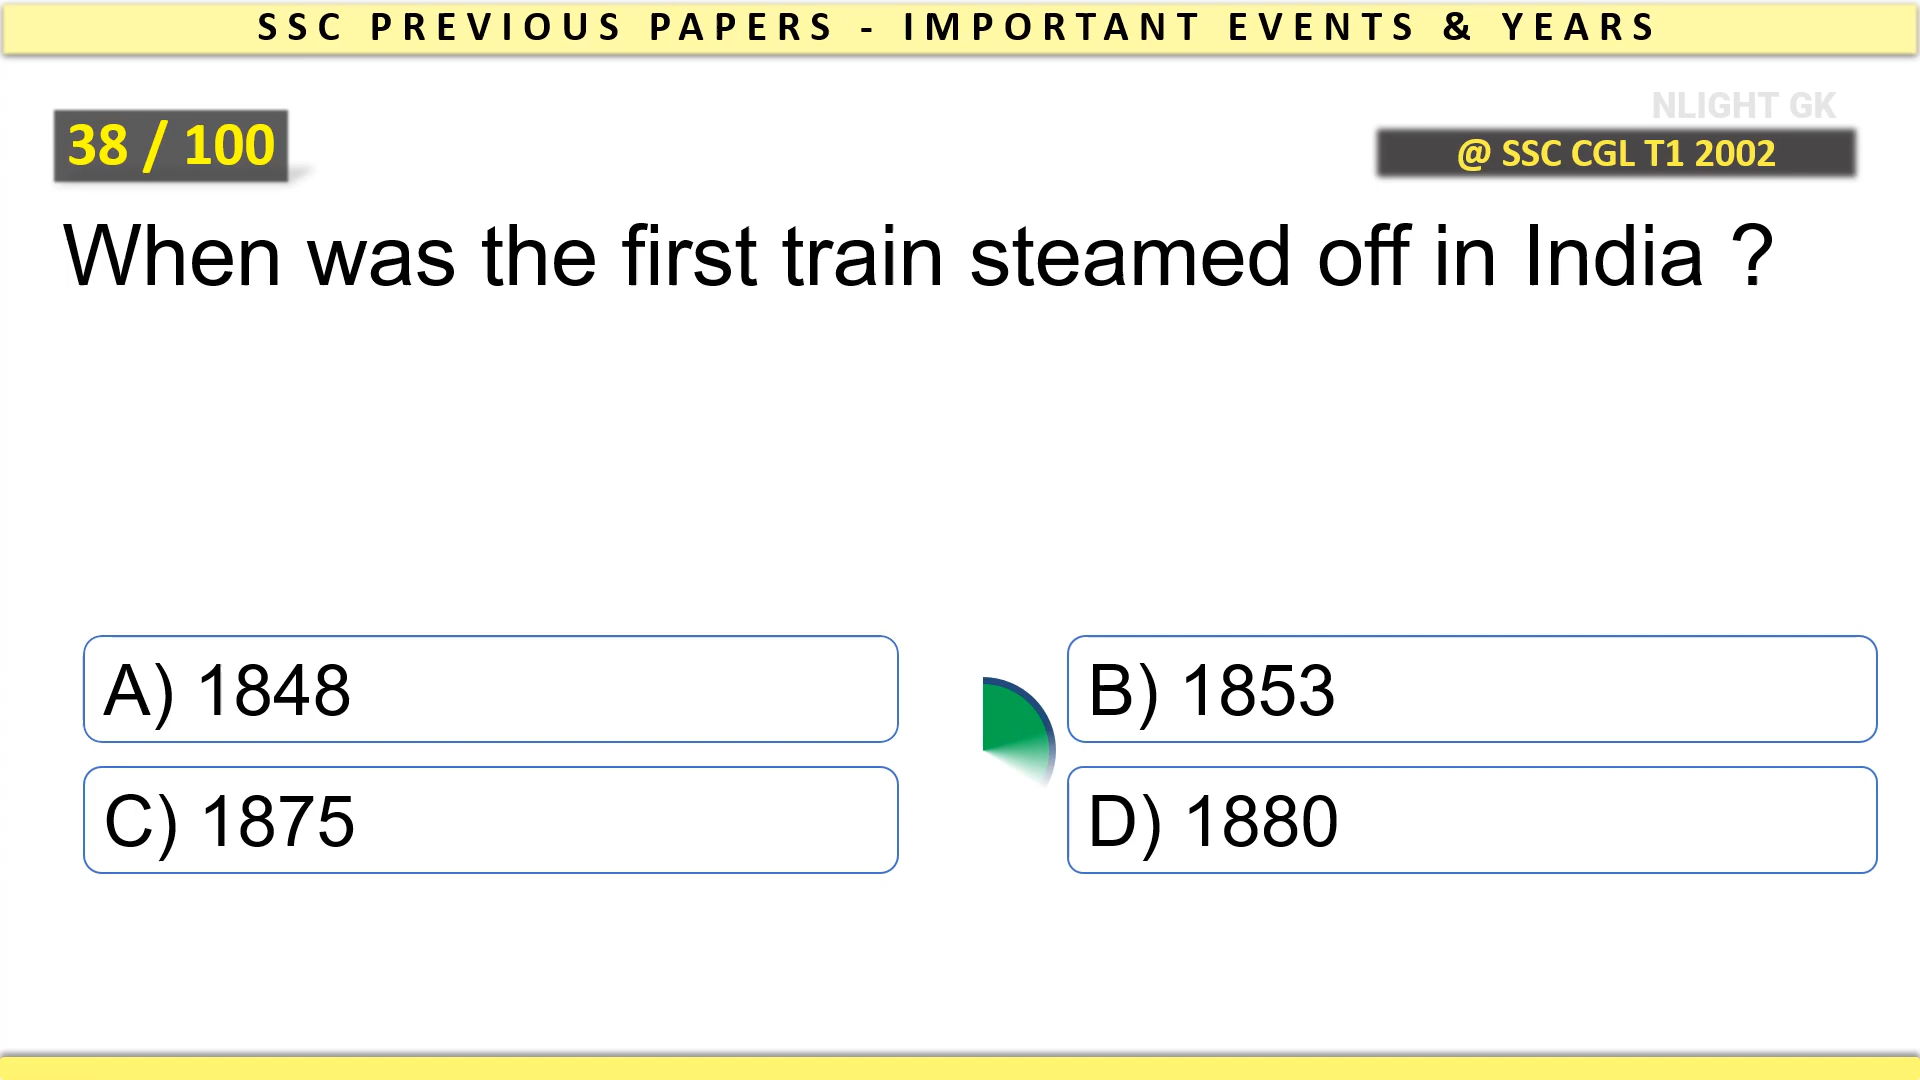 SSC PREVIOUS PAPERS - IMPORTANT EVENTS & YEARS
NLIGHT GK
38 / 100
@ SSC CGL T1 2002
When was the first train steamed off in India ?
A) 1848
B) 1853
C) 1875
D) 1880